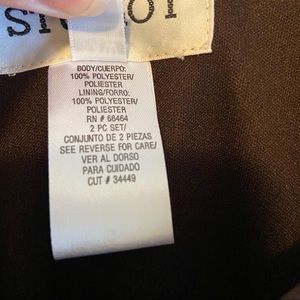 BODY/CUERPO:
100% POLYESTER/
POLIESTER
LINING/FORRO:
100% POLYESTER/
POLIESTER
RN # 66464
2 PC SET/
CONJUNTO DE 2 PIEZAS
SEE REVERSE FOR CARE/
VER AL DORSO
PARA CUIDADO
CUT # 34449